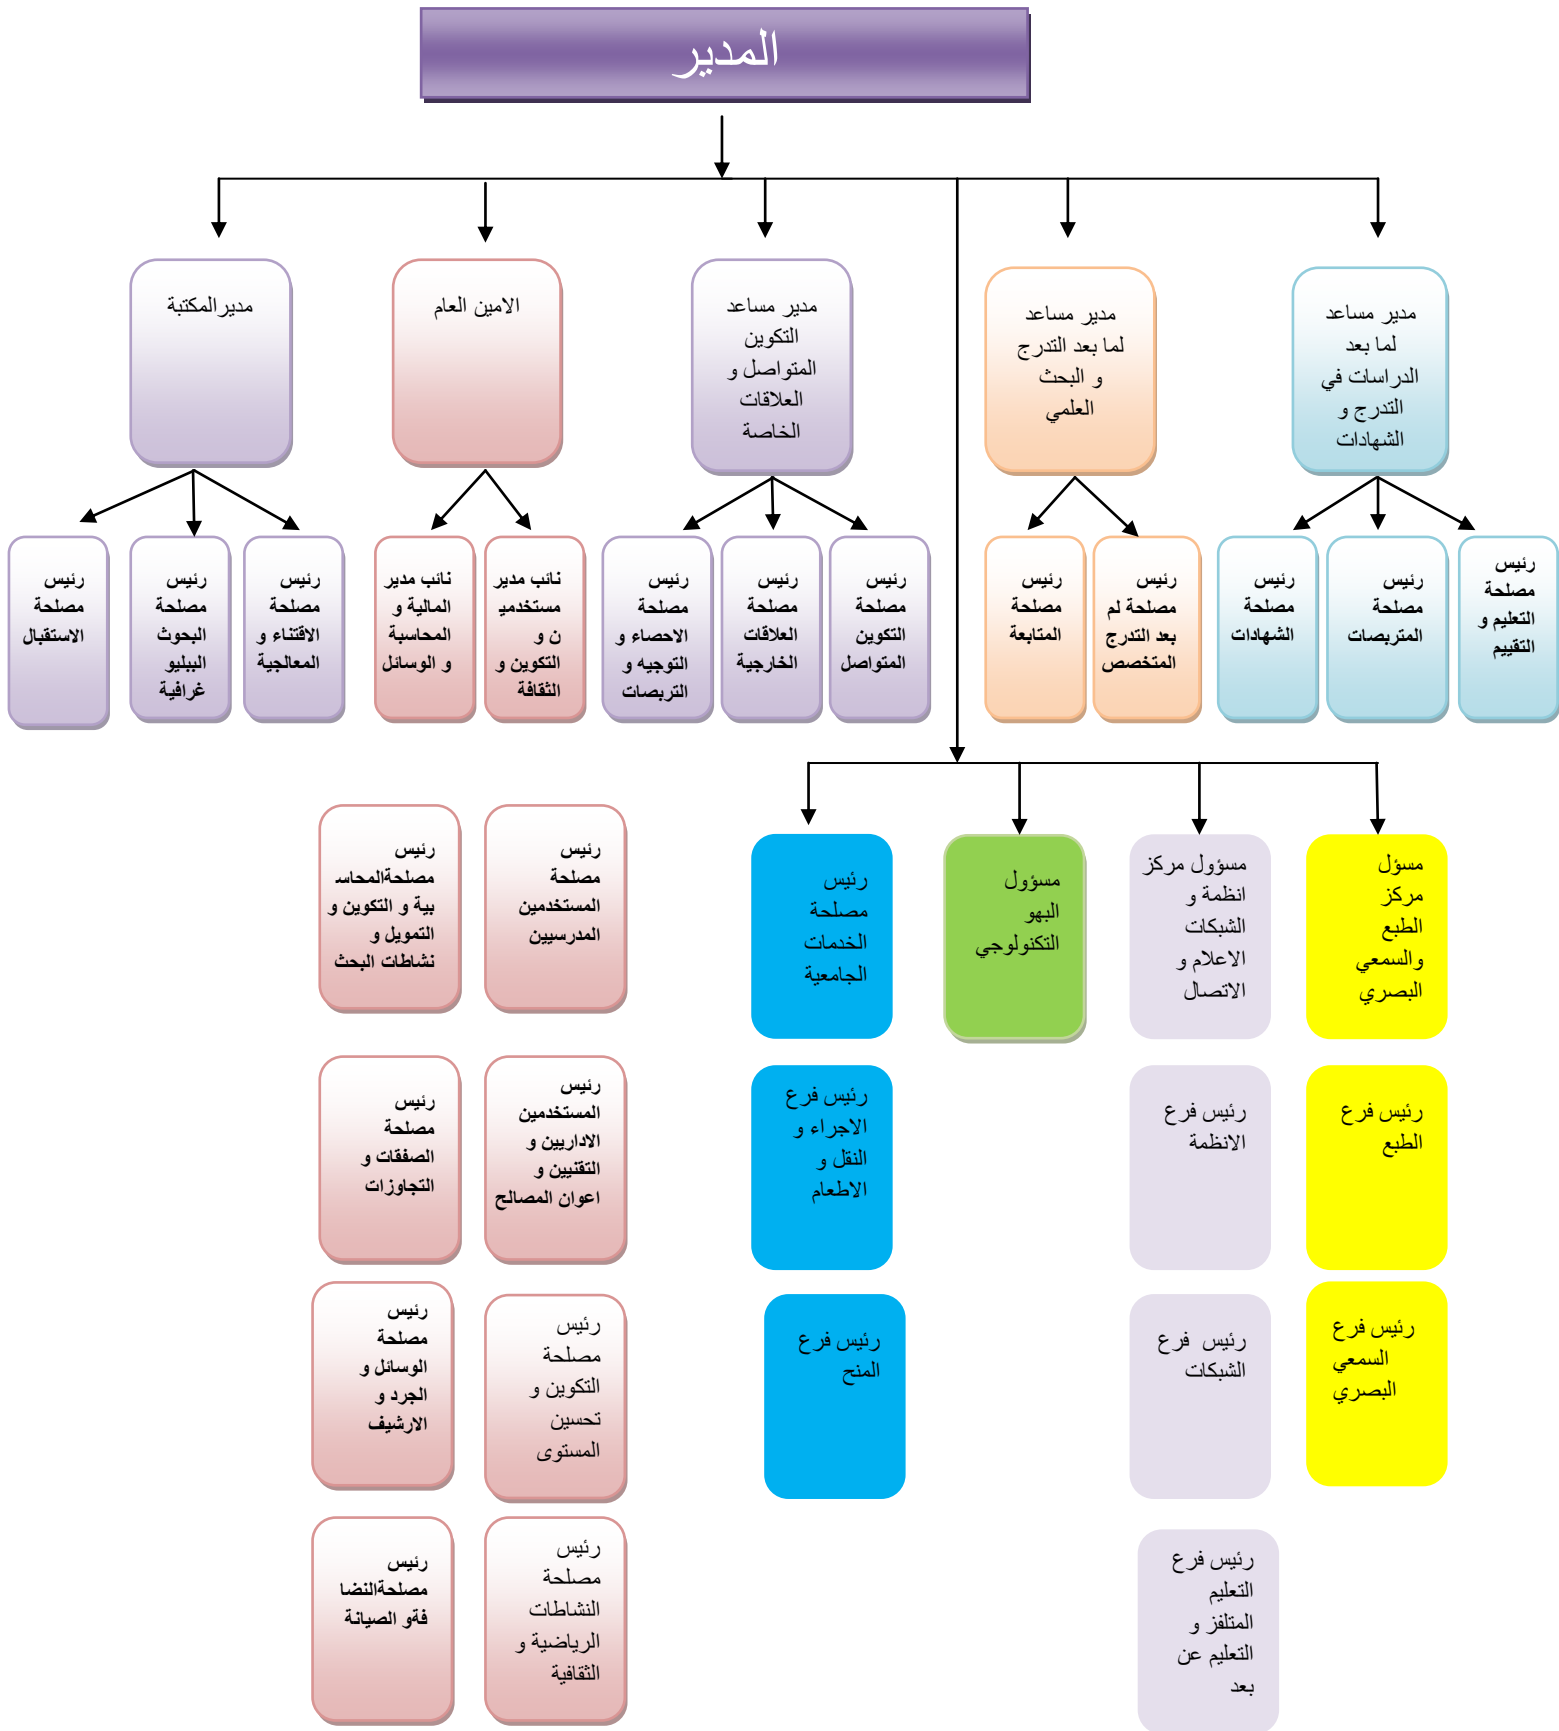 المدير
مدير مساعد
لما بعد
الدراسات في
التدرج و
الشهادات
مدير مساعد
لما بعد التدرج
و البحث
العلمي
مدير مساعد
التكوين
المتواصل و
العلاقات
الخاصة
الامين العام
مديرالمكتبة
رئيس
مصلحة
التعليم و
التقييم
رئيس
مصلحة
المتربصات
رئيس
مصلحة
الشهادات
رئيس
مصلحة لم
بعد التدرج
المتخصص
رئيس
مصلحة
المتابعة
رئيس
مصلحة
التكوين
المتواصل
رئيس
مصلحة
العلاقات
الخارجية
رئيس
مصلحة
الاحصاء و
التوجيه و
التربصات
نائب مدير
مستخدمي
ن و
التكوين و
الثقافة
نائب مدير
المالية و
المحاسبة
و الوسائل
رئيس
مصلحة
الاقتناء و
المعالجية
رئيس
مصلحة
البحوث
الببليو
غرافية
رئيس
مصلحة
الاستقبال
مسؤل
مركز
الطبع
والسمعي
البصري
مسؤول مركز
انظمة و
الشبكات
الاعلام و
الاتصال
مسؤول
البهو
التكنولوجي
رئيس
مصلحة
الخدمات
الجامعية
رئيس
مصلحة
المستخدمين
المدرسيين
رئيس
مصلحةالمحاس
بية و التكوين و
التمويل و
نشاطات البحث
رئيس فرع
الطبع
رئيس فرع
الانظمة
رئيس فرع
الاجراء و
النقل و
الاطعام
رئيس
المستخدمين
الاداريين و
التقنيين و
اعوان المصالح
رئيس
مصلحة
الصفقات و
التجاوزات
رئيس فرع
السمعي
البصري
رئيس فرع
الشبكات
رئيس فرع
المنح
رئيس
مصلحة
التكوين و
تحسين
المستوى
رئيس
مصلحة
الوسائل و
الجرد و
الارشيف
رئيس فرع
التعليم
المتلفز و
التعليم عن
بعد
رئيس
مصلحة
النشاطات
الرياضية و
الثقافية
رئيس
مصلحةالنضا
فةو الصيانة